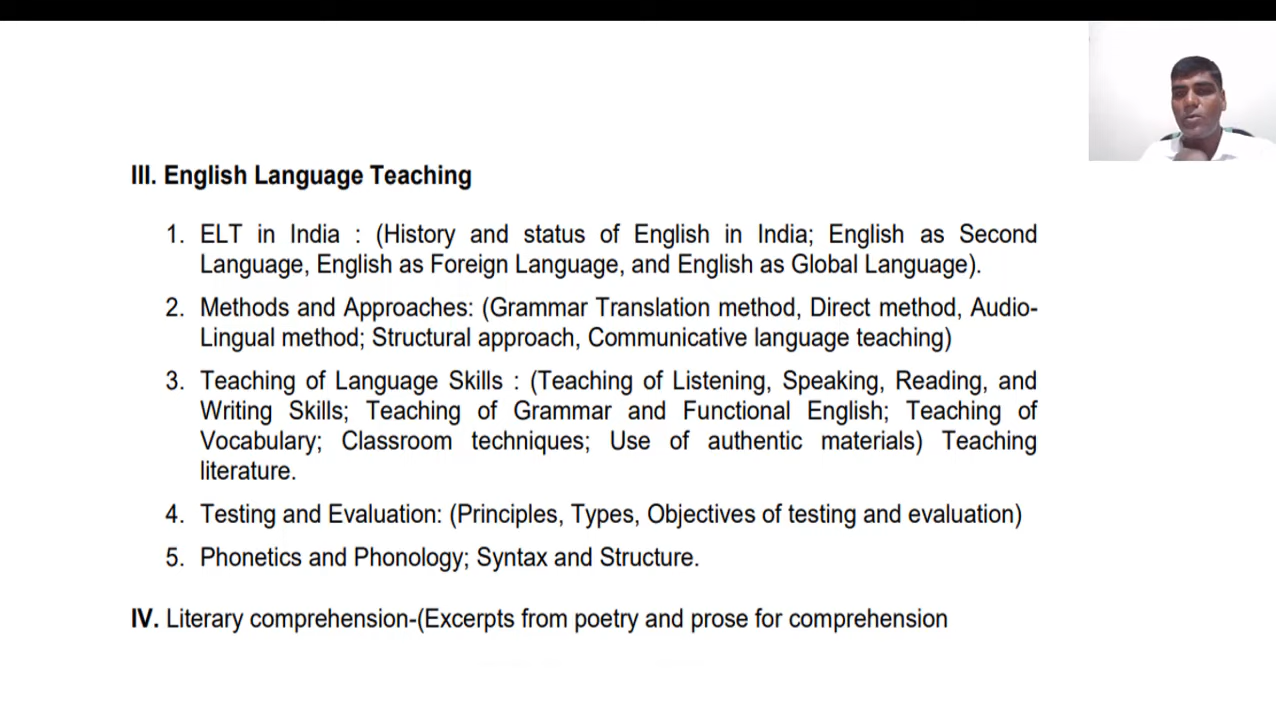 III. English Language Teaching
1. ELT in India : (History and status of English in India; English as Second
Language, English as Foreign Language, and English as Global Language).
2. Methods and Approaches: (Grammar Translation method, Direct method, Audio-
Lingual method; Structural approach, Communicative language teaching)
3. Teaching of Language Skills : (Teaching of Listening, Speaking, Reading, and
Writing Skills; Teaching of Grammar and Functional English; Teaching of
Vocabulary; Classroom techniques; Use of authentic materials) Teaching
literature.
4. Testing and Evaluation: (Principles, Types, Objectives of testing and evaluation)
5. Phonetics and Phonology; Syntax and Structure.
IV. Literary comprehension-(Excerpts from poetry and prose for comprehension